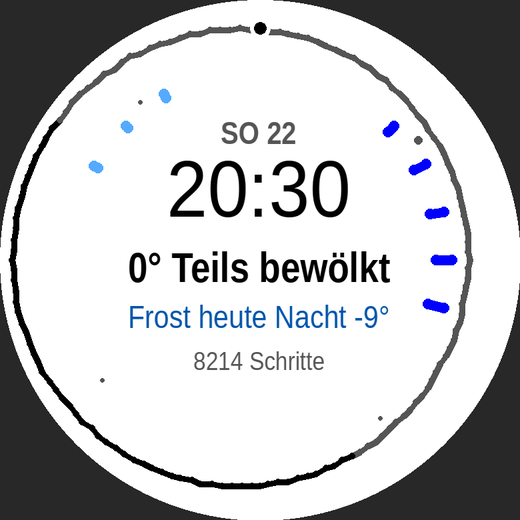 SO 22
20:30
0° Teils bewölkt
Frost heute Nacht -9°
8214 Schritte